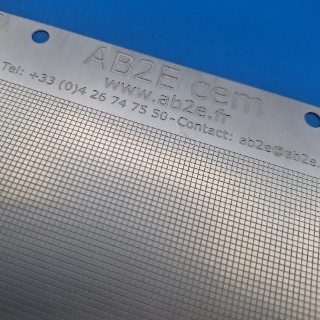 AB2E cem
www.ab2e.fr
Tel: +33 (0)4 26 74 75 50-Contact: ab2e@ab2e.